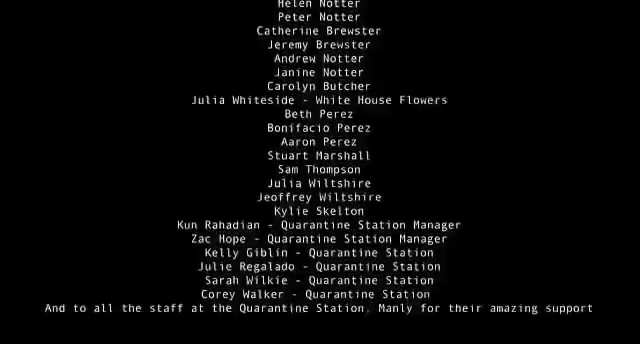 Helen Notter
Peter Notter
Catherine Brewster
Jeremy Brewster
Andrew Notter
Janine Notter
Carolyn Butcher
Julia Whiteside - White House Flowers
Beth Perez
Bonifacio Perez
Aaron Perez
Stuart Marshall
Sam Thompson
Julia Wiltshire
Jeoffrey Wiltshire
Kylie Skelton
Kun Rahadian - Quarantine Station Manager
Zac Hope - Quarantine Station Manager
Kelly Giblin - Quarantine Station
Julie Regalado - Quarantine Station
Sarah Wilkie - Quarantine Station
Corey Walker - Quarantine Station
And to all the staff at the Quarantine Station, Manly for their amazing support